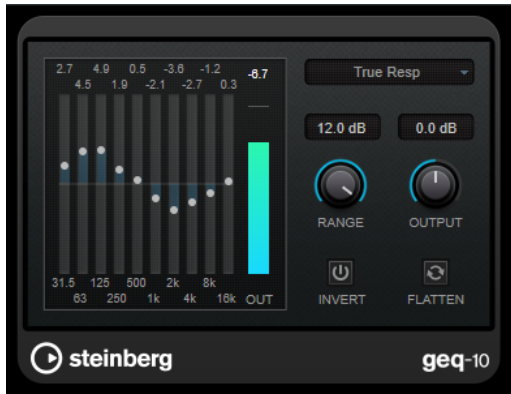 2.7 4.9 0.5 -3.6 -1.2
4.5 1.9 -2.1 -2.7 0.3
-6.7
True Resp
12.0 dB 0.0 dB
RANGE OUTPUT
31.5 125 500 2k 8k
63 250 1k 4k 16k OUT
INVERT FLATTEN
steinberg geq-10